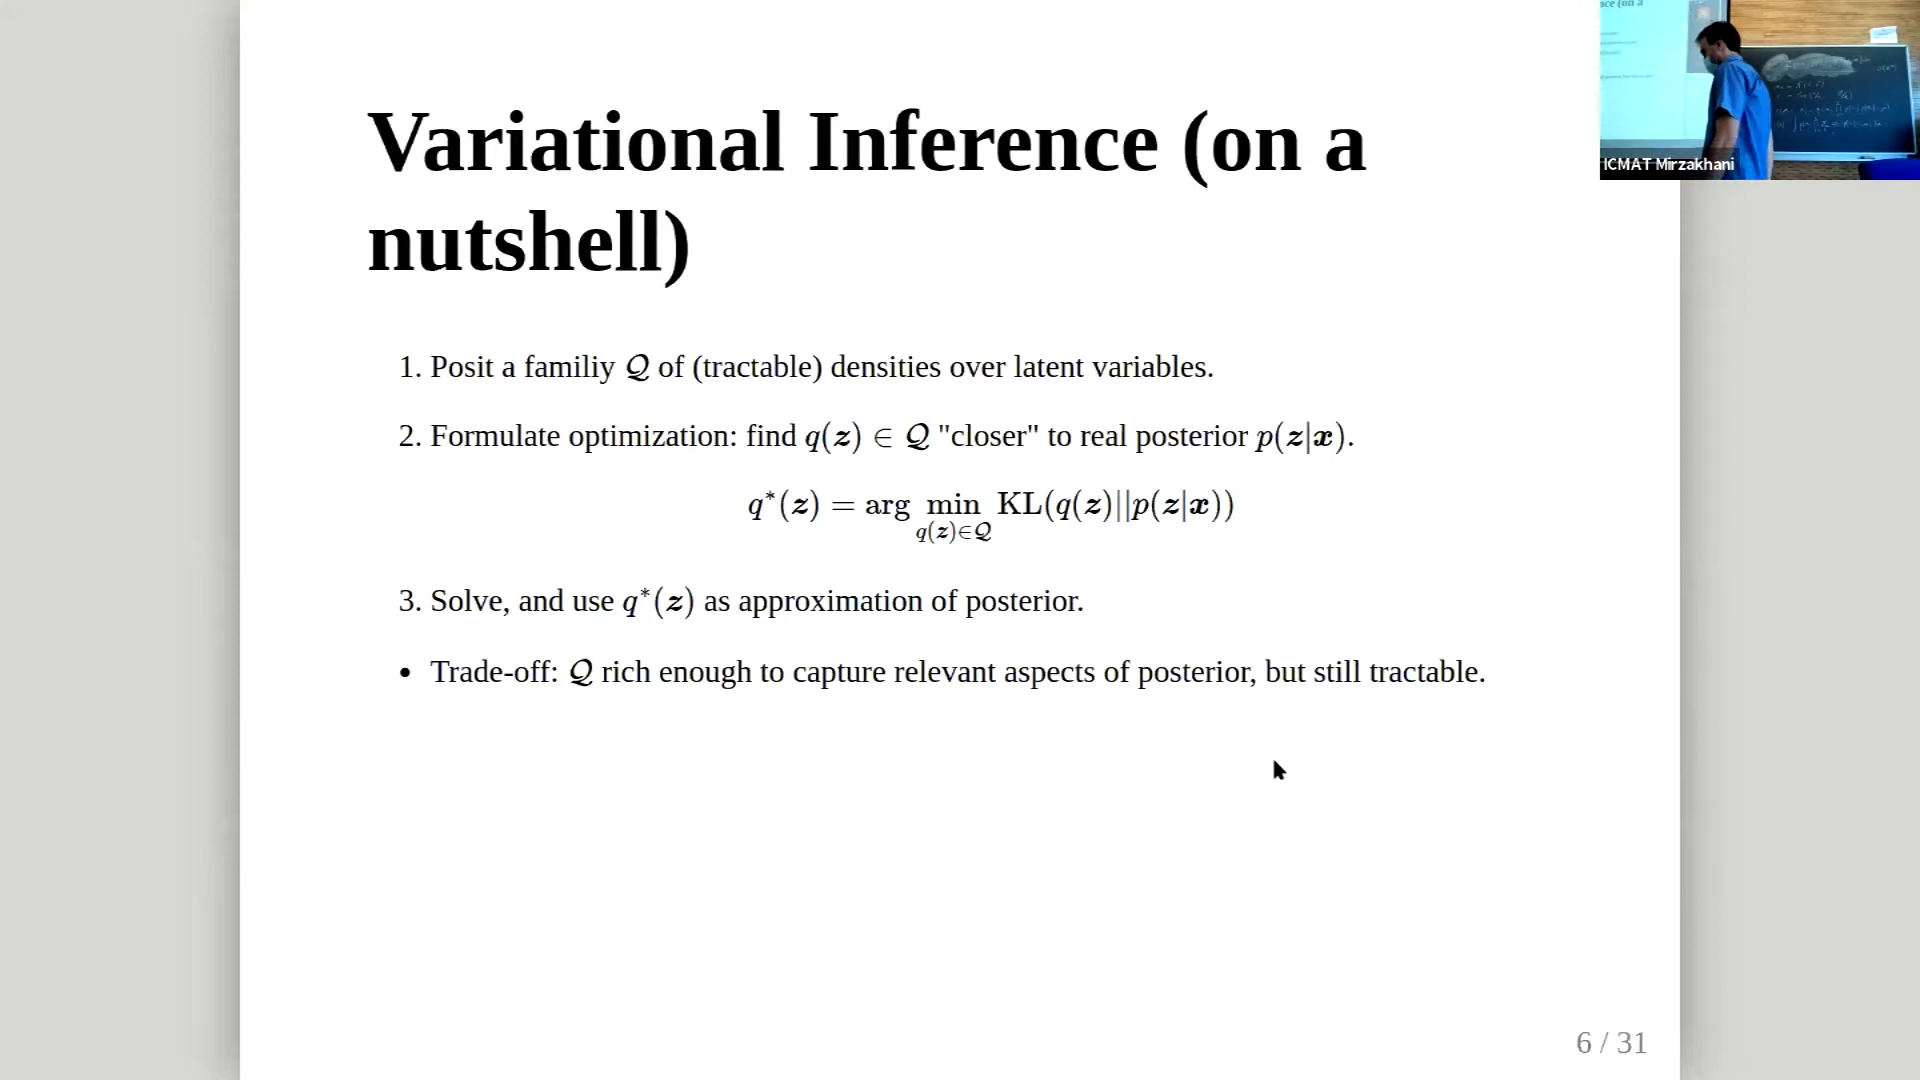 Variational Inference (on a
nutshell)
1. Posit a familiy 𝒬 of (tractable) densities over latent variables.
2. Formulate optimization: find q(z) ∈ 𝒬 "closer" to real posterior p(z|x).
q*(z) = arg min KL(q(z)||p(z|x))
q(z)∈𝒬
3. Solve, and use q*(z) as approximation of posterior.
• Trade-off: 𝒬 rich enough to capture relevant aspects of posterior, but still tractable.
6 / 31
ICMAT Mirzakhani